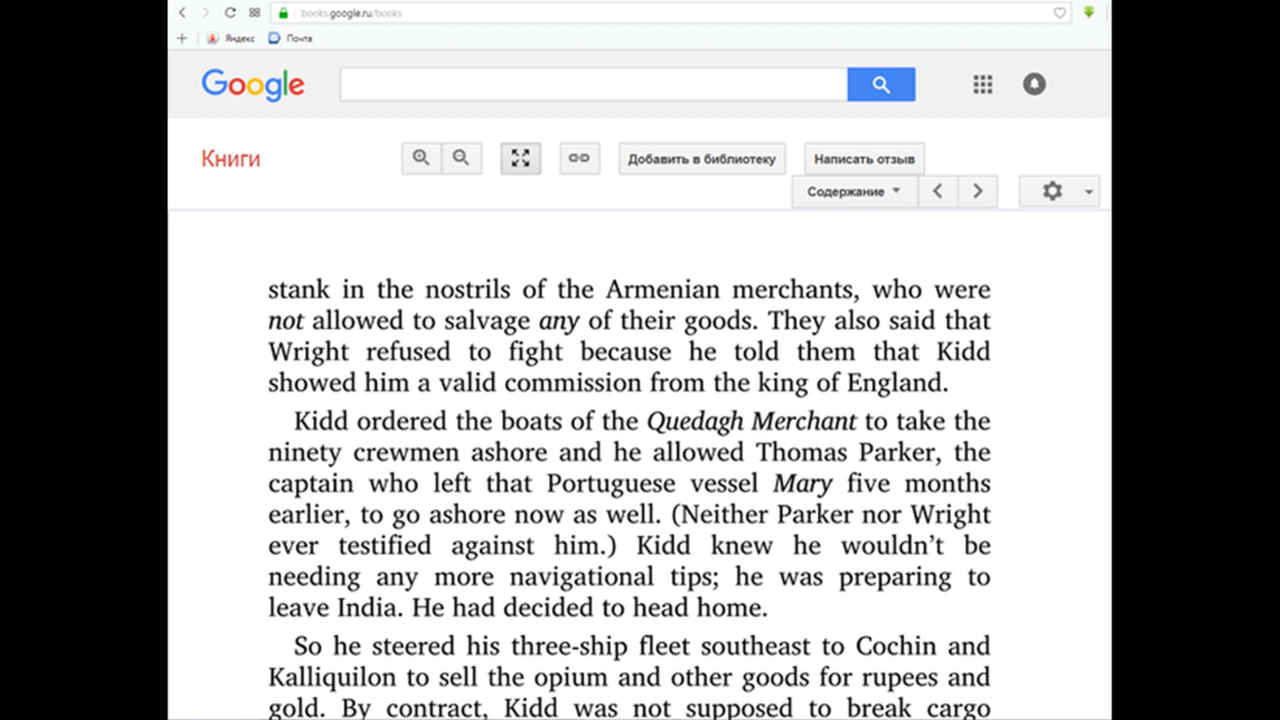 books.google.ru/books
Яндекс Почта
Google
Книги Добавить в библиотеку Написать отзыв
Содержание
stank in the nostrils of the Armenian merchants, who were
not allowed to salvage any of their goods. They also said that
Wright refused to fight because he told them that Kidd
showed him a valid commission from the king of England.
Kidd ordered the boats of the Quedagh Merchant to take the
ninety crewmen ashore and he allowed Thomas Parker, the
captain who left that Portuguese vessel Mary five months
earlier, to go ashore now as well. (Neither Parker nor Wright
ever testified against him.) Kidd knew he wouldn’t be
needing any more navigational tips; he was preparing to
leave India. He had decided to head home.
So he steered his three-ship fleet southeast to Cochin and
Kalliquilon to sell the opium and other goods for rupees and
gold. By contract, Kidd was not supposed to break cargo